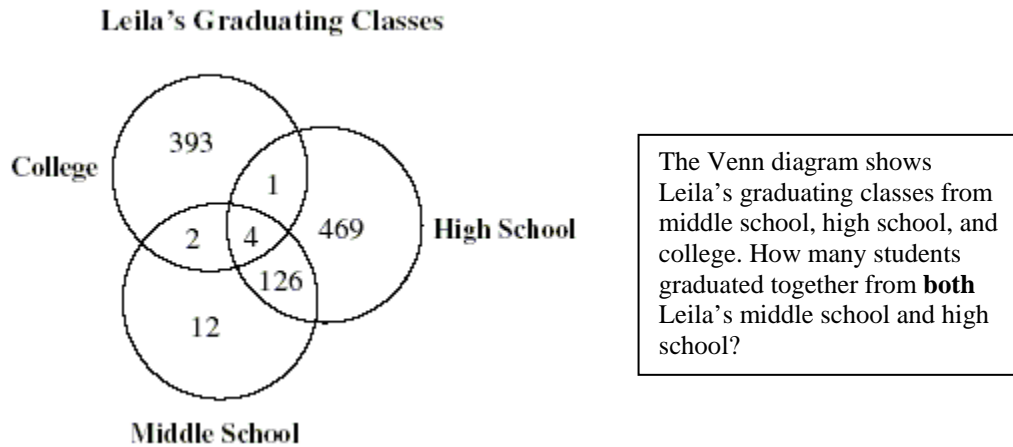 Leila's Graduating Classes
393
College
1
2
4
469
High School
126
12
Middle School
The Venn diagram shows
Leila's graduating classes from
middle school, high school, and
college. How many students
graduated together from both
Leila's middle school and high
school?